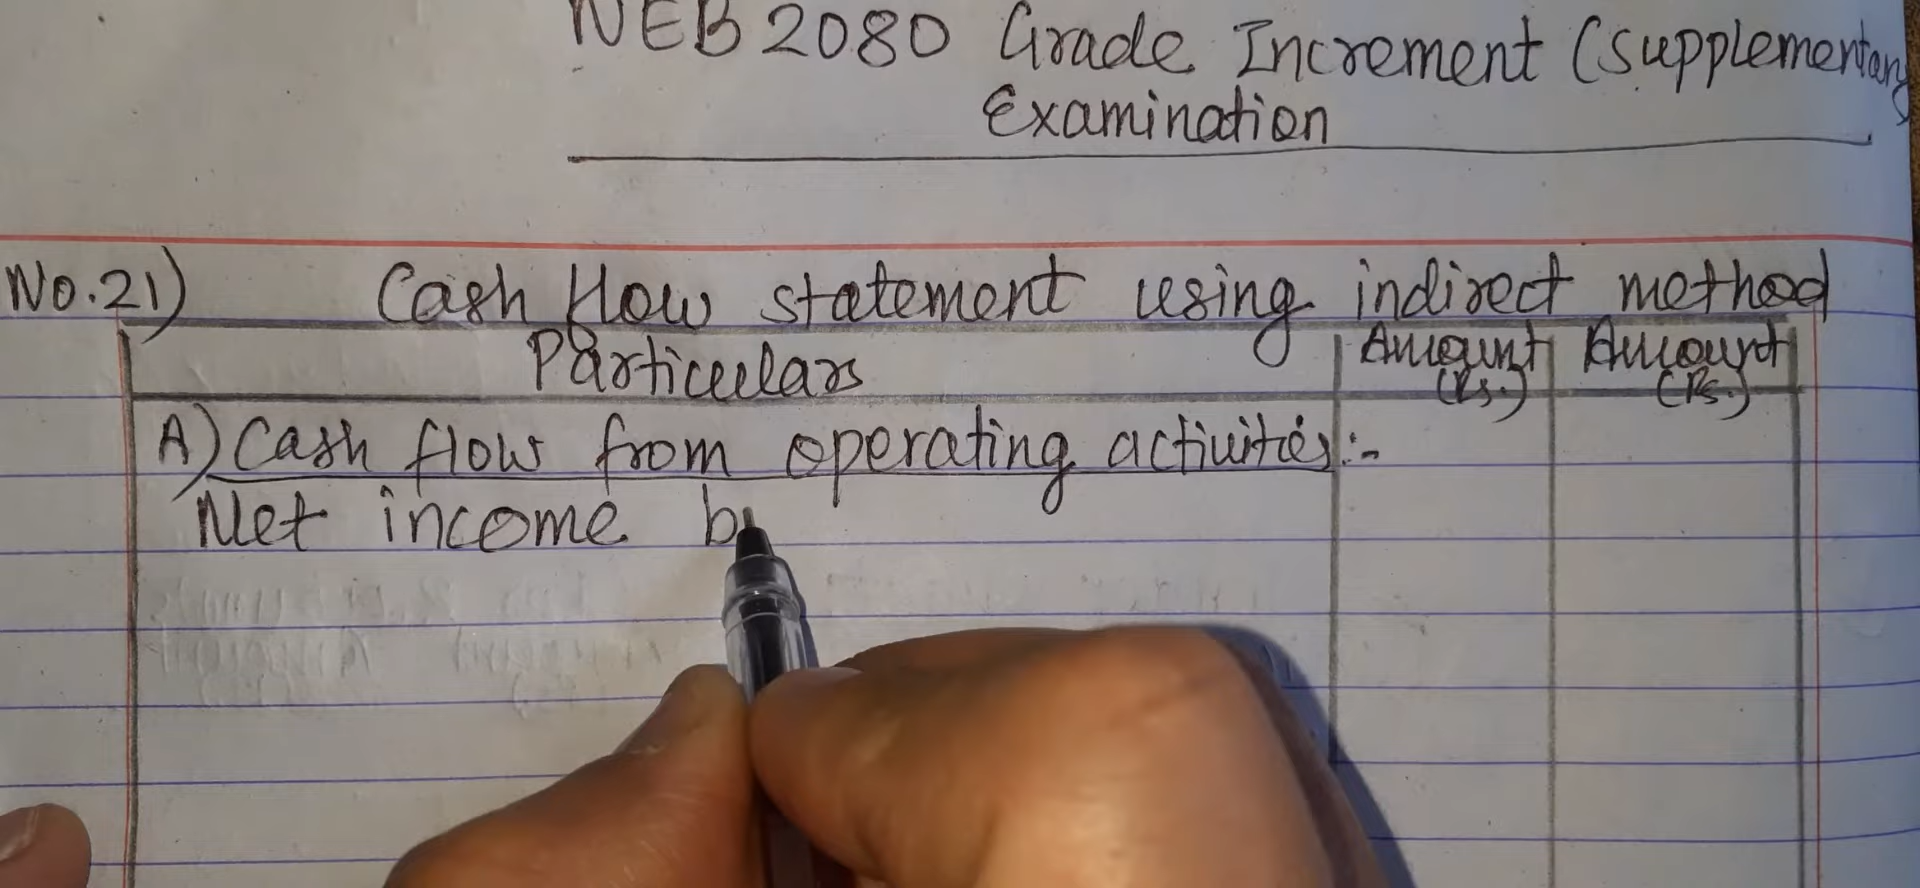 NEB 2080 Grade Increment (Supplementary
Examination
No.21) Cash flow statement using indirect method
Particulars Amount (Rs.) Amount (Rs.)
A) Cash flow from operating activities:-
Net income b